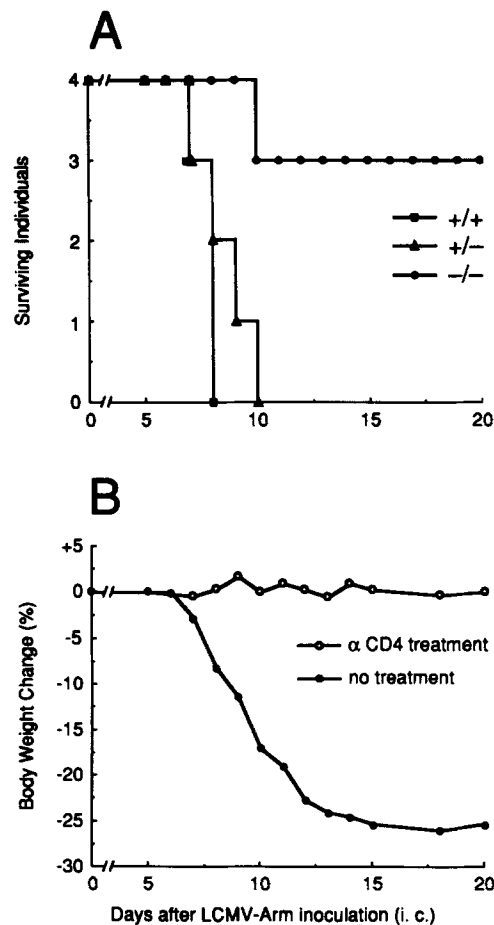 A
4
3
2
1
0
Surviving Individuals
+/+
+/−
−/−
0 5 10 15 20
B
+5
0
-5
-10
-15
-20
-25
-30
Body Weight Change (%)
α CD4 treatment
no treatment
0 5 10 15 20
Days after LCMV-Arm inoculation (i. c.)